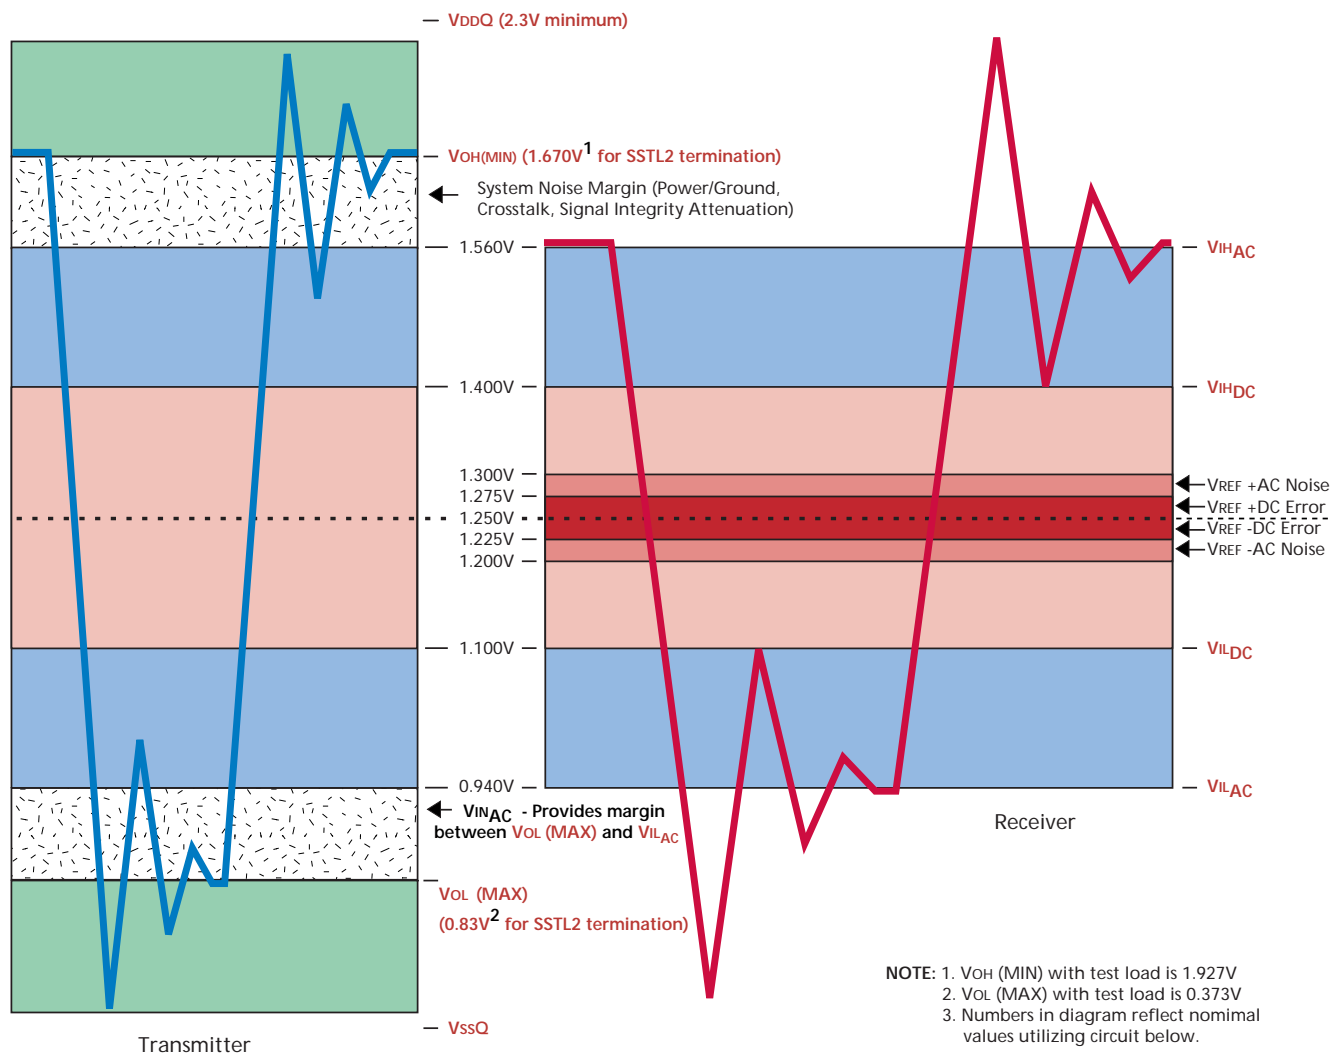 VDDQ (2.3V minimum)
VOH(MIN) (1.670V1 for SSTL2 termination)
System Noise Margin (Power/Ground,
Crosstalk, Signal Integrity Attenuation)
1.560V
VIHAC
1.400V
VIHDC
1.300V
VREF +AC Noise
1.275V
VREF +DC Error
1.250V
VREF -DC Error
1.225V
VREF -AC Noise
1.200V
1.100V
VILDC
0.940V
VILAC
VINAC - Provides margin
between VOL (MAX) and VILAC
Receiver
VOL (MAX)
(0.83V2 for SSTL2 termination)
NOTE: 1. VOH (MIN) with test load is 1.927V
2. VOL (MAX) with test load is 0.373V
3. Numbers in diagram reflect nomimal
values utilizing circuit below.
VSSQ
Transmitter